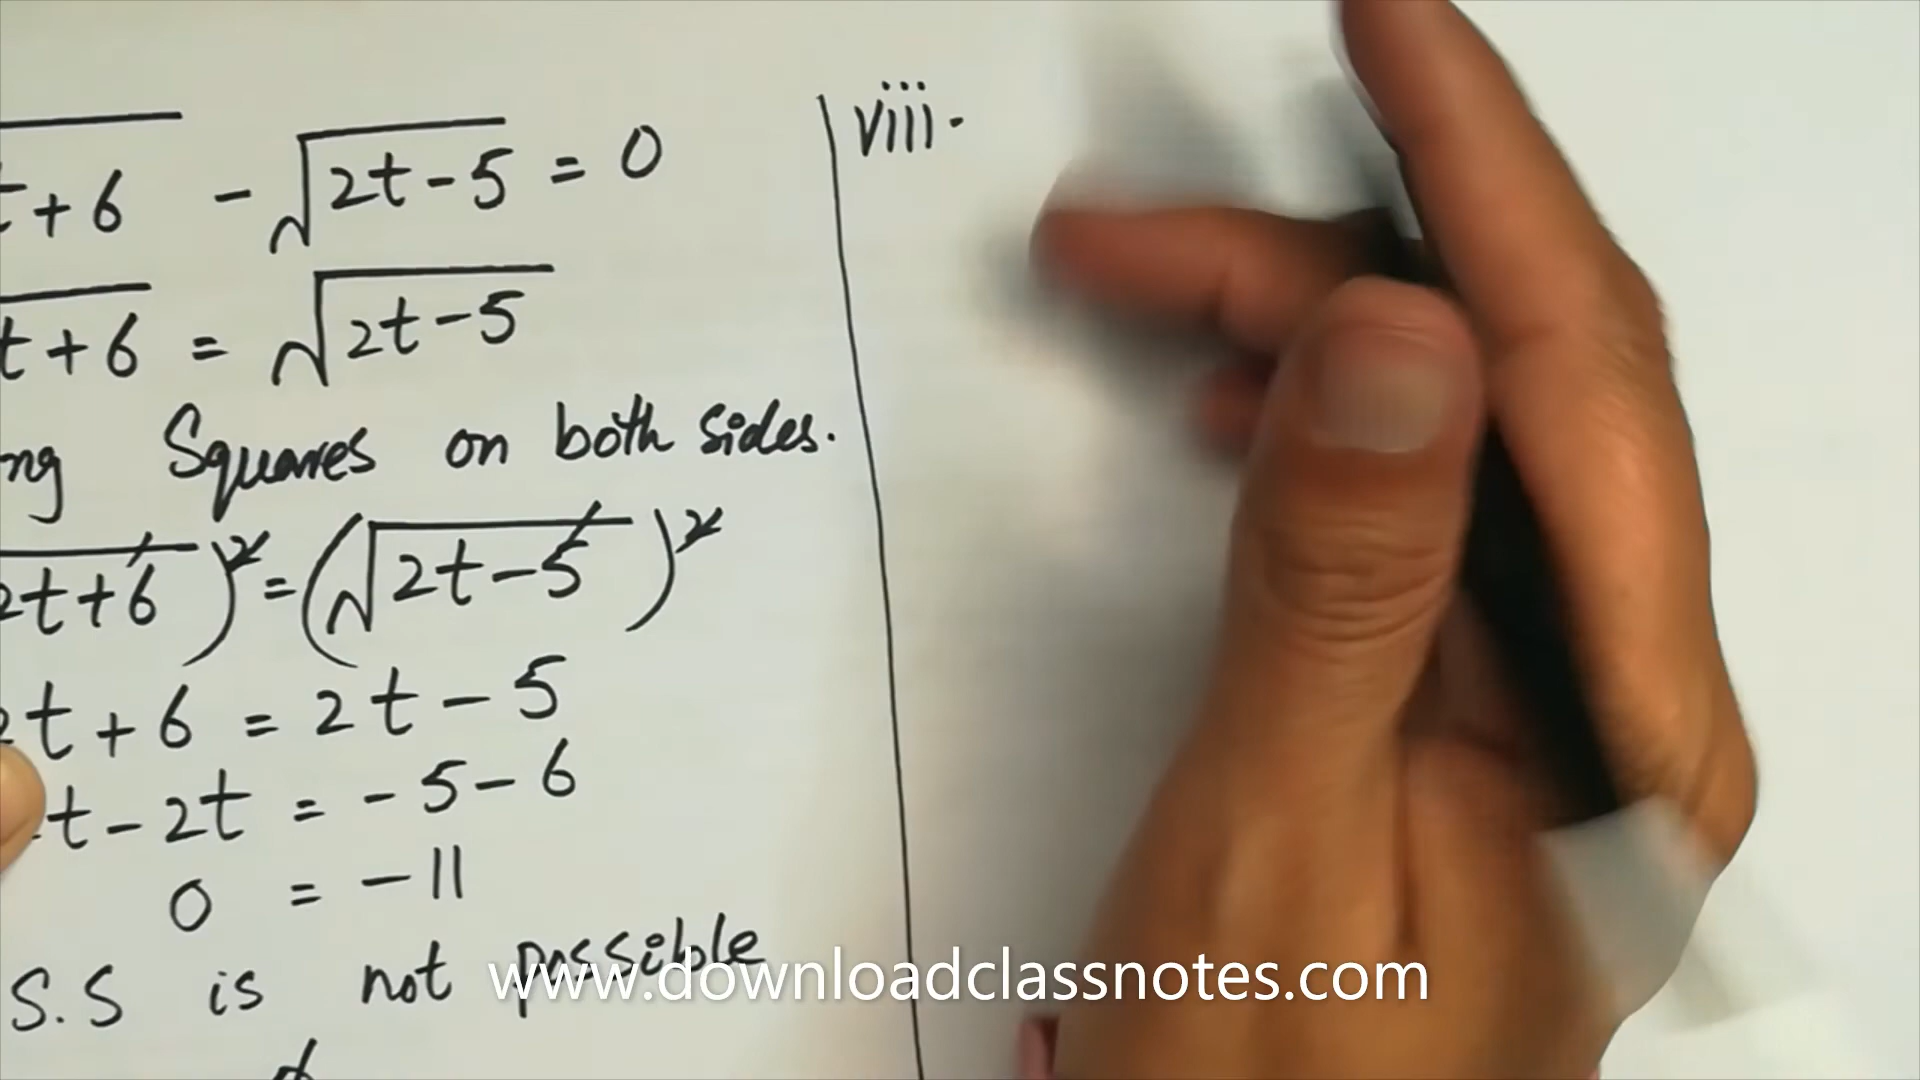 t+6 - √2t-5 = 0
t+6 = √2t-5
ng Squares on both sides.
2t+6)² = (√2t-5)²
2t+6 = 2t-5
t-2t = -5-6
0 = -11
S.S is not possible
viii.
www.downloadclassnotes.com